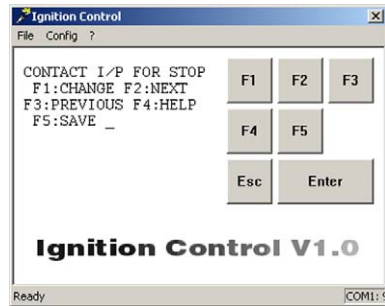 Ignition Control
File Config ?
CONTACT I/P FOR STOP
F1:CHANGE F2:NEXT
F3:PREVIOUS F4:HELP
F5:SAVE _
F1 F2 F3
F4 F5
Esc Enter
Ignition Control V1.0
Ready COM1: